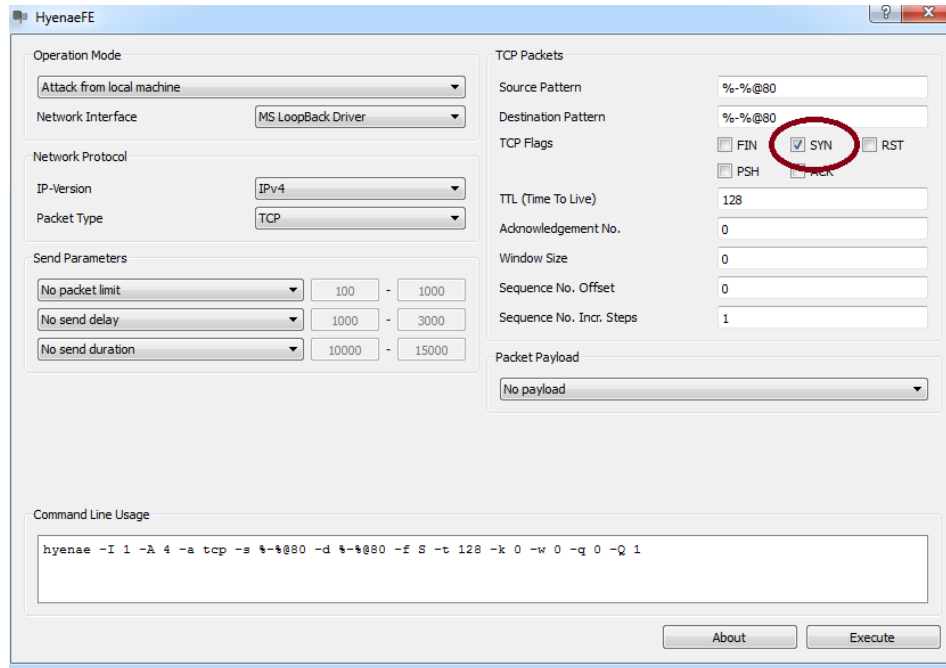 HyenaeFE
Operation Mode
Attack from local machine
Network Interface MS LoopBack Driver
Network Protocol
IP-Version IPv4
Packet Type TCP
Send Parameters
No packet limit 100 - 1000
No send delay 1000 - 3000
No send duration 10000 - 15000
TCP Packets
Source Pattern %-%@80
Destination Pattern %-%@80
TCP Flags FIN SYN RST
PSH ACK
TTL (Time To Live) 128
Acknowledgement No. 0
Window Size 0
Sequence No. Offset 0
Sequence No. Incr. Steps 1
Packet Payload
No payload
Command Line Usage
hyenae -I 1 -A 4 -a tcp -s %-%@80 -d %-%@80 -f S -t 128 -k 0 -w 0 -q 0 -Q 1
About Execute